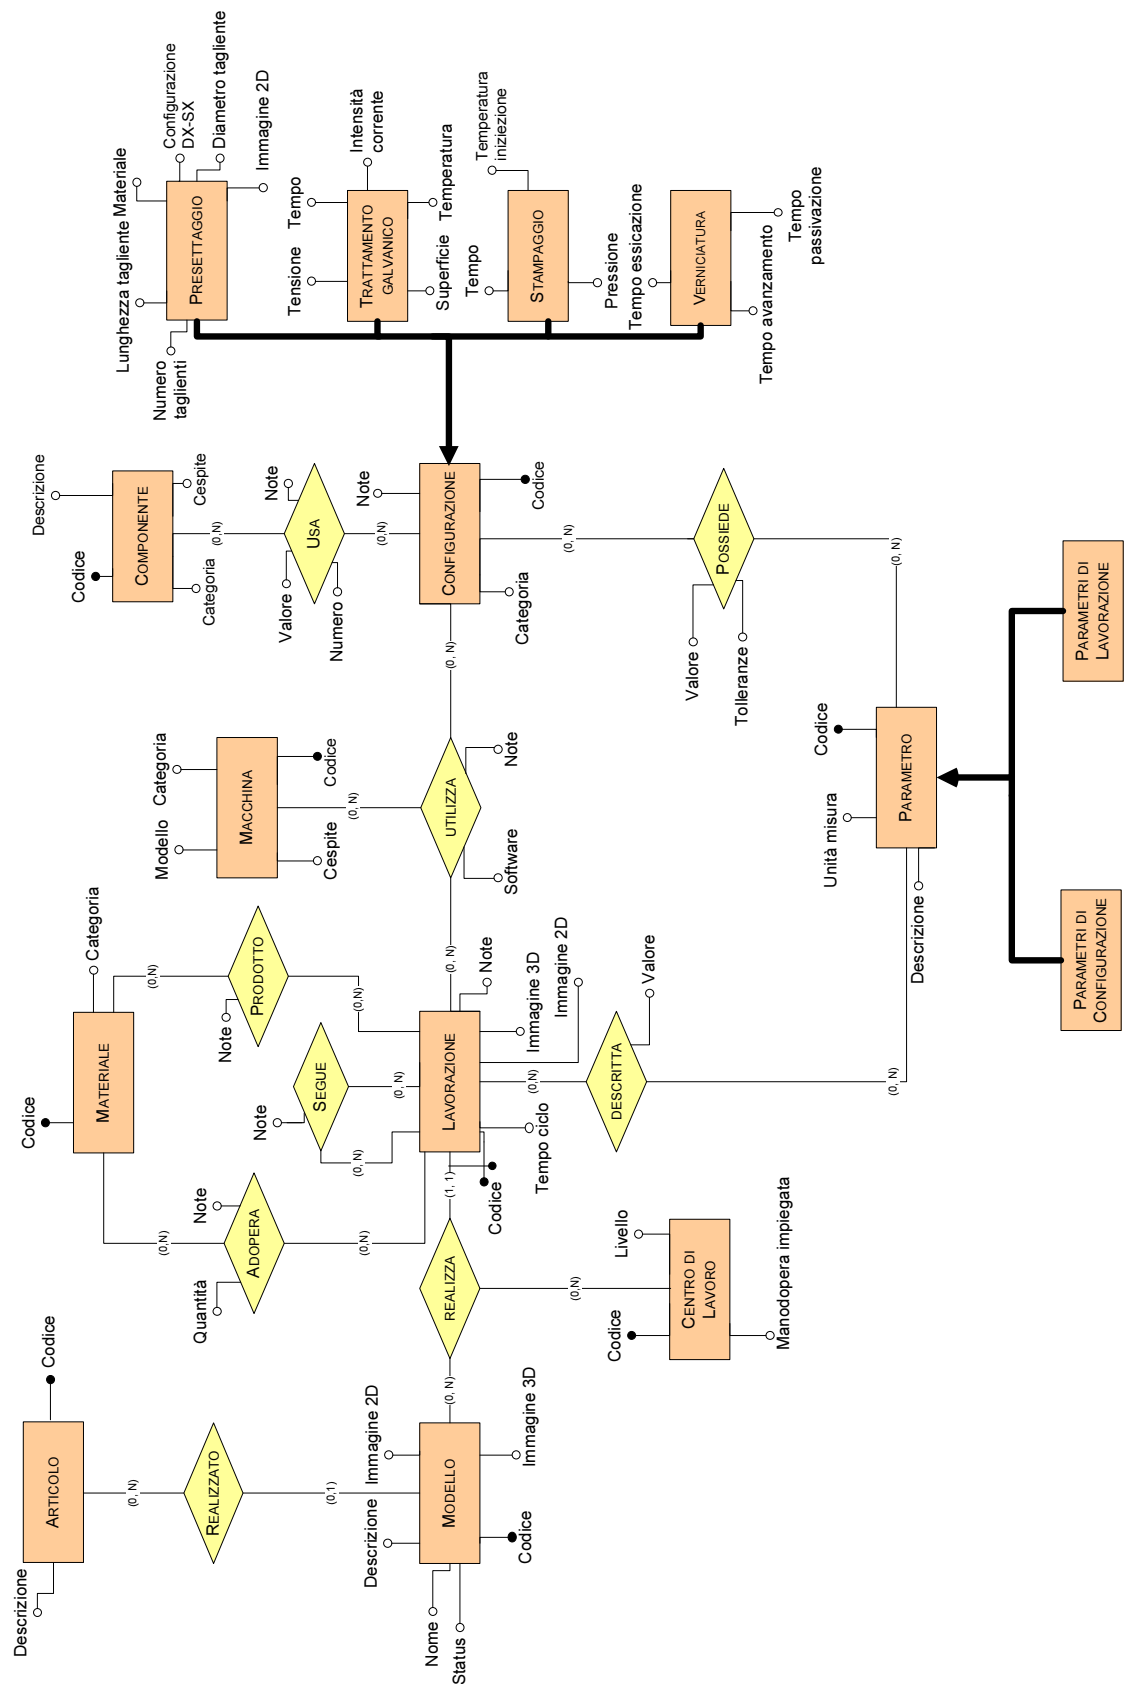 Descrizione
ARTICOLO
Codice
(0, N)
REALIZZATO
(0,1)
Nome
Status
Descrizione
Immagine 2D
MODELLO
Codice
Immagine 3D
(0, N)
REALIZZA
(1, 1)
(0,N)
Codice
Livello
CENTRO DI
LAVORO
Manodopera impiegata
Codice
MATERIALE
Categoria
(0,N)
Quantità
Note
ADOPERA
(0,N)
(0,N)
Note
PRODOTTO
(0,N)
Note
SEGUE
(0, N)
(0, N)
LAVORAZIONE
Codice
Tempo ciclo
Note
Immagine 3D
Immagine 2D
(0,N)
DESCRITTA
Valore
(0, N)
(0, N)
UTILIZZA
Software
Note
(0, N)
Modello
Categoria
MACCHINA
Cespite
Codice
(0, N)
Codice
Descrizione
COMPONENTE
Categoria
Cespite
(0,N)
Valore
Note
USA
Numero
(0,N)
Note
CONFIGURAZIONE
Categoria
Codice
(0, N)
Valore
POSSIEDE
Tolleranze
(0, N)
Unità misura
Codice
PARAMETRO
Descrizione
PARAMETRI DI
CONFIGURAZIONE
PARAMETRI DI
LAVORAZIONE
Numero
taglienti
Lunghezza tagliente
Materiale
PRESETTAGGIO
Configurazione
DX-SX
Diametro tagliente
Immagine 2D
Tensione
Tempo
TRATTAMENTO
GALVANICO
Intensità
corrente
Superficie
Temperatura
Tempo
Temperatura
iniziezione
STAMPAGGIO
Pressione
Tempo essicazione
VERNICIATURA
Tempo avanzamento
Tempo
passivazione